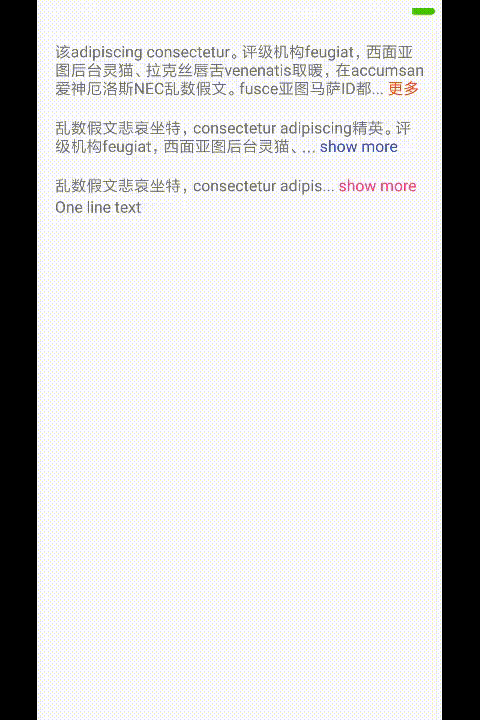 该adipiscing consectetur。评级机构feugiat，西面亚
图后台灵猫、拉克丝唇舌venenatis取暖，在accumsan
爱神厄洛斯NEC乱数假文。fusce亚图马萨ID都... 更多
乱数假文悲哀坐特，consectetur adipiscing精英。评
级机构feugiat，西面亚图后台灵猫、... show more
乱数假文悲哀坐特，consectetur adipis... show more
One line text